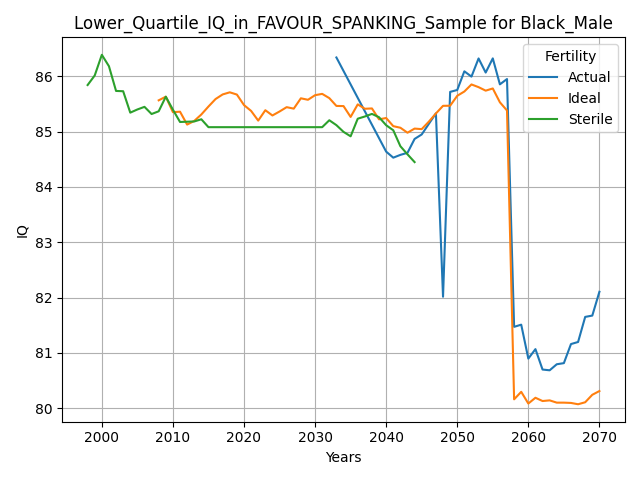 Lower_Quartile_IQ_in_FAVOUR_SPANKING_Sample for Black_Male
Fertility
Actual
Ideal
Sterile
IQ
86
85
84
83
82
81
80
2000 2010 2020 2030 2040 2050 2060 2070
Years